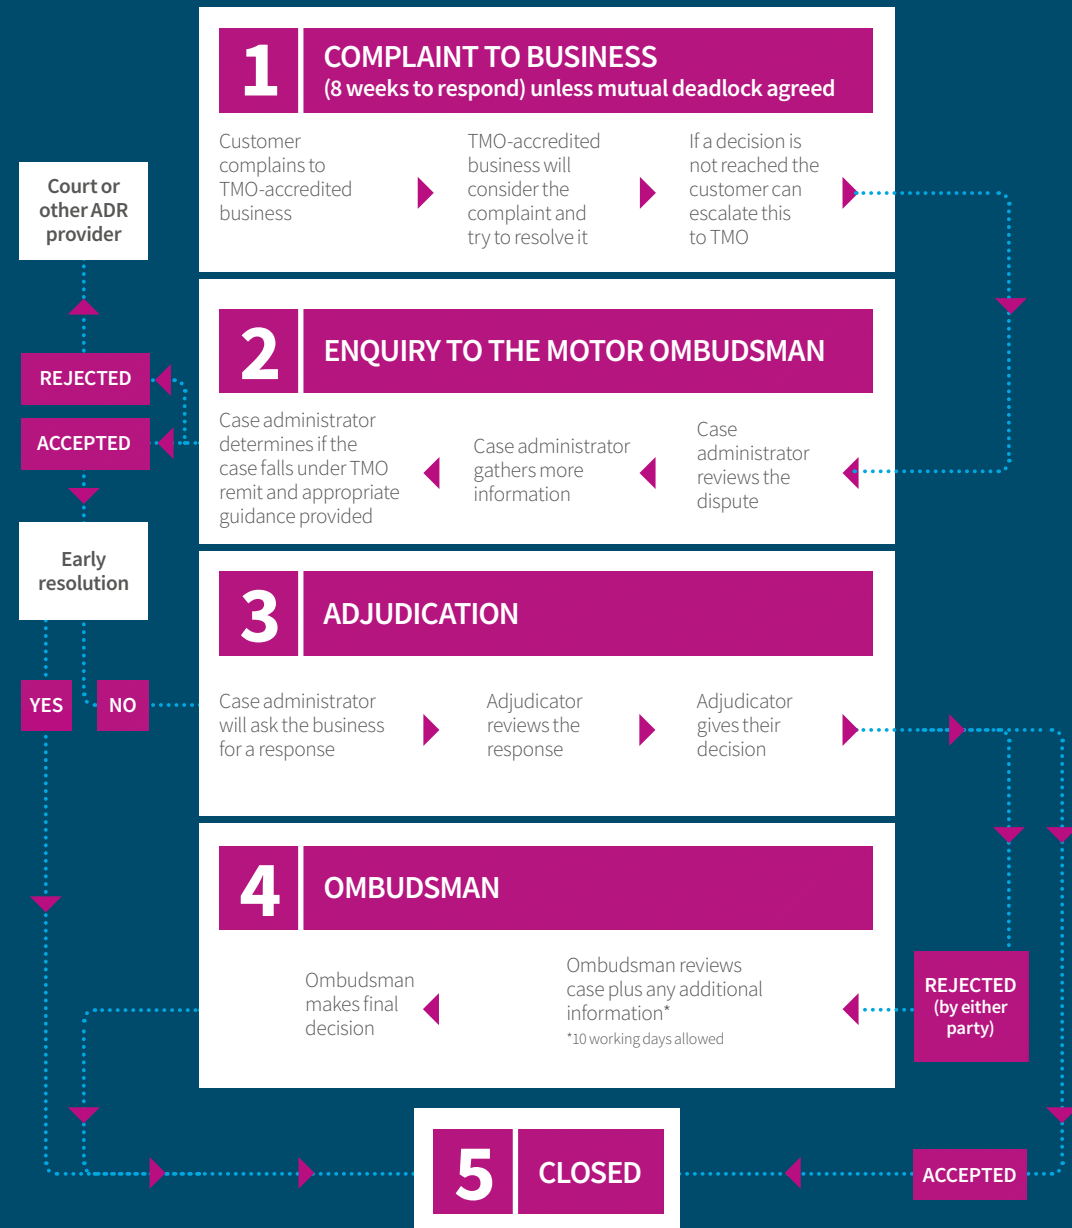 1
COMPLAINT TO BUSINESS
(8 weeks to respond) unless mutual deadlock agreed
Customer
complains to
TMO-accredited
business
TMO-accredited
business will
consider the
complaint and
try to resolve it
If a decision is
not reached the
customer can
escalate this
to TMO
Court or
other ADR
provider
2
ENQUIRY TO THE MOTOR OMBUDSMAN
Case
administrator
reviews the
dispute
Case administrator
gathers more
information
Case administrator
determines if the
case falls under TMO
remit and appropriate
guidance provided
REJECTED
ACCEPTED
Early
resolution
YES
NO
3
ADJUDICATION
Case administrator
will ask the business
for a response
Adjudicator
reviews the
response
Adjudicator
gives their
decision
4
OMBUDSMAN
REJECTED
(by either
party)
Ombudsman reviews
case plus any additional
information*
*10 working days allowed
Ombudsman
makes final
decision
5
CLOSED
ACCEPTED